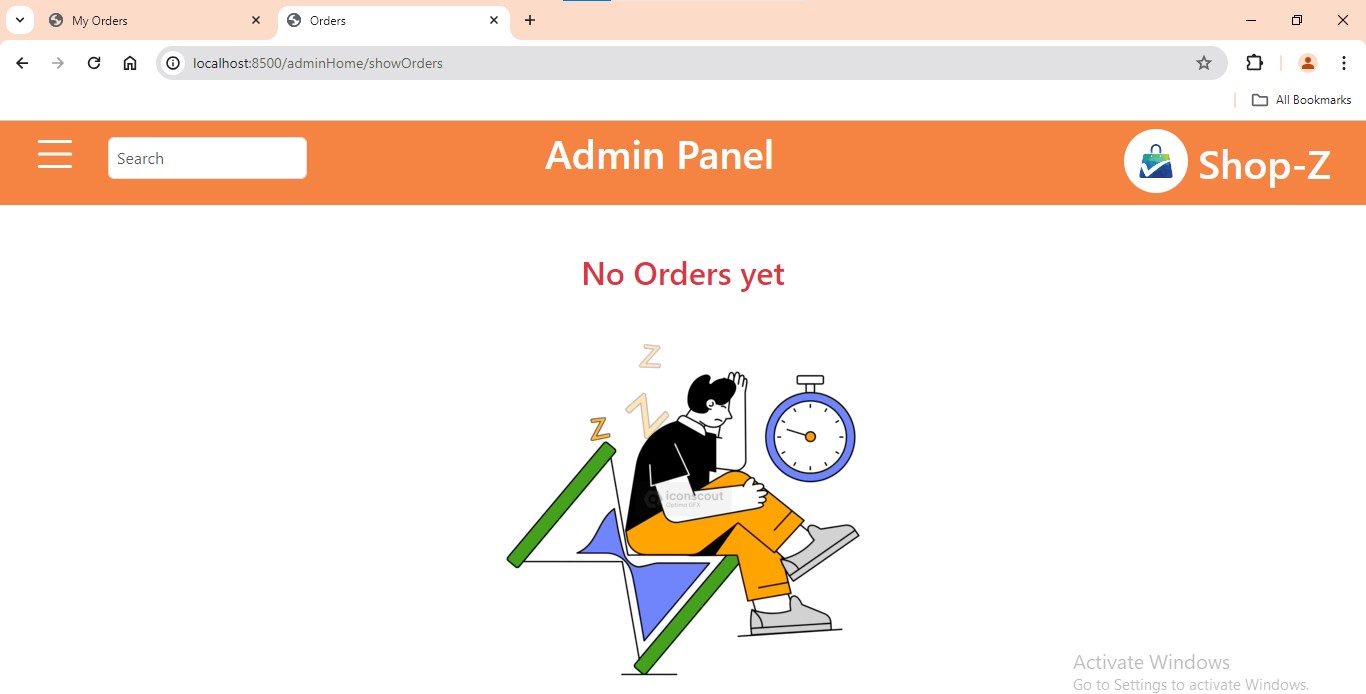 My Orders
Orders
localhost:8500/adminHome/showOrders
All Bookmarks
Search
Admin Panel
Shop-Z
No Orders yet
Z
Z
Z
iconscout
Activate Windows
Go to Settings to activate Windows.